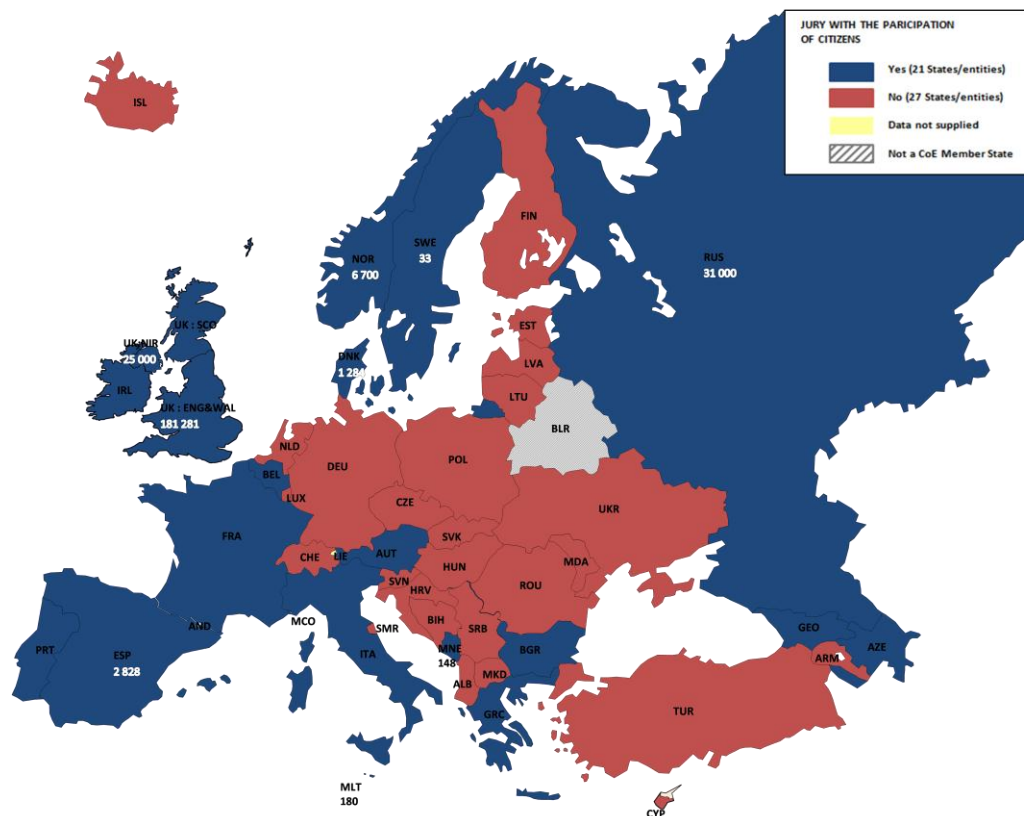 JURY WITH THE PARICIPATION
OF CITIZENS
Yes (21 States/entities)
No (27 States/entities)
Data not supplied
Not a CoE Member State
ISL
FIN
SWE
33
NOR
6 700
RUS
31 000
UK : SCO
UK:NIR
25 000
EST
DNK
1 284
LVA
IRL
LTU
UK : ENG&WAL
181 281
BLR
NLD
POL
DEU
BEL
LUX
CZE
UKR
FRA
SVK
CHE
LIE
AUT
MDA
HUN
SVN
ROU
HRV
BIH
MCO
AND
SMR
SRB
GEO
PRT
ESP
2 828
ITA
MNE
148
BGR
AZE
ARM
MKD
ALB
GRC
TUR
MLT
180
CYP